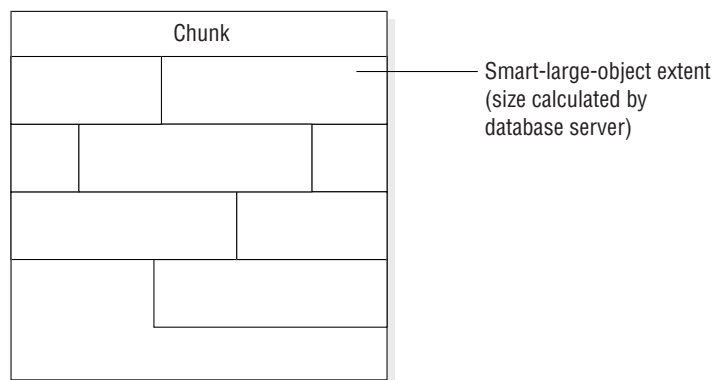 Chunk
Smart-large-object extent
(size calculated by
database server)